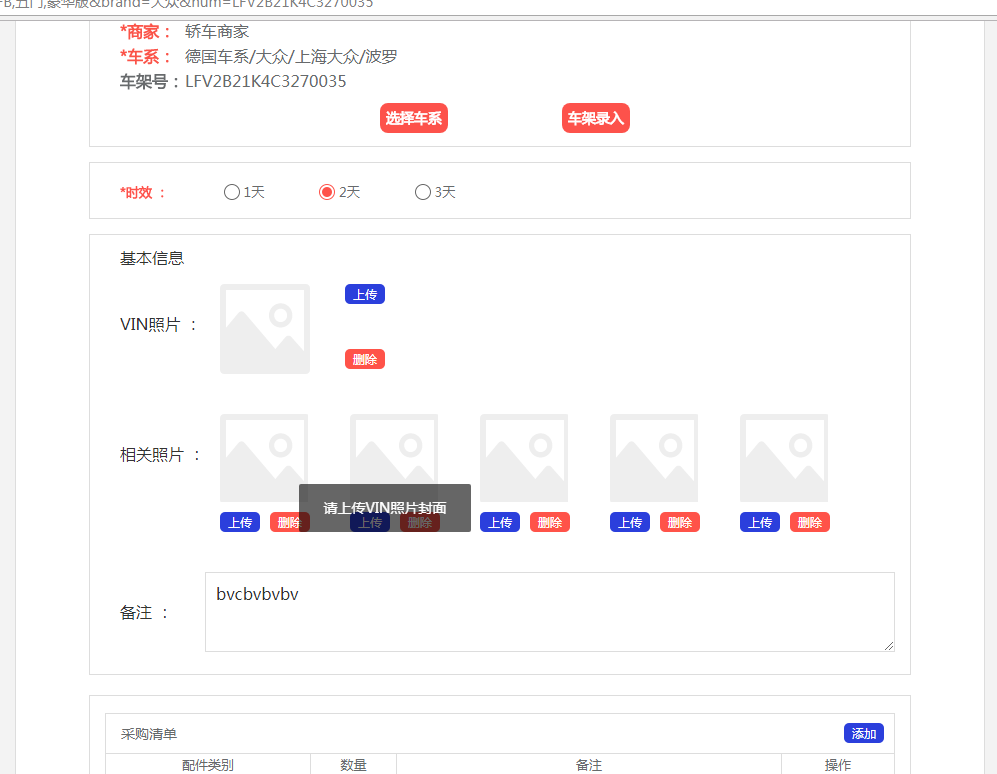 FB,五门,豪华版&brand=大众&num=LFV2B21K4C3270035
*商家： 轿车商家
*车系： 德国车系/大众/上海大众/波罗
车架号：LFV2B21K4C3270035
选择车系 车架录入
*时效： 1天 2天 3天
基本信息
上传
VIN照片 ：
删除
相关照片 ：
请上传VIN照片封面
上传 删除 上传 删除 上传 删除 上传 删除 上传 删除
bvcbvbvbv
备注 ：
采购清单 添加
配件类别 数量 备注 操作